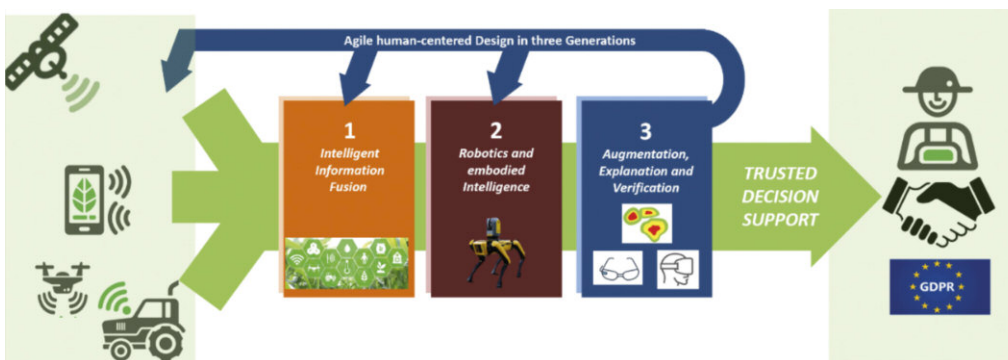 Agile human-centered Design in three Generations
1
Intelligent
Information
Fusion
2
Robotics and
embodied
Intelligence
3
Augmentation,
Explanation and
Verification
TRUSTED
DECISION
SUPPORT
GDPR